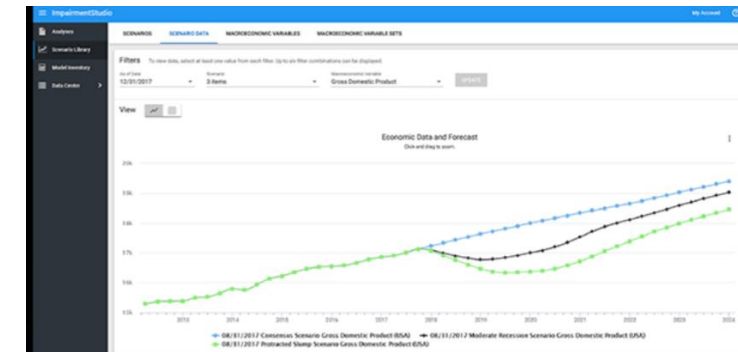 ImpairmentStudio
My Account
Analyses
Scenario Library
Model Inventory
Data Center
SCENARIOS SCENARIO DATA MACROECONOMIC VARIABLES MACROECONOMIC VARIABLE SETS
Filters To view data, select at least one value from each filter. Up to six filter combinations can be displayed.
As of Date Scenario Macroeconomic Variable
12/31/2017 3 items Gross Domestic Product UPDATE
View
Economic Data and Forecast
Click and drag to zoom.
20k
19k
18k
17k
16k
15k
2013 2014 2015 2016 2017 2018 2019 2020 2021 2022 2023 2024
08/31/2017 Consensus Scenario Gross Domestic Product (USA) 08/31/2017 Moderate Recession Scenario Gross Domestic Product (USA)
08/31/2017 Protracted Slump Scenario Gross Domestic Product (USA)